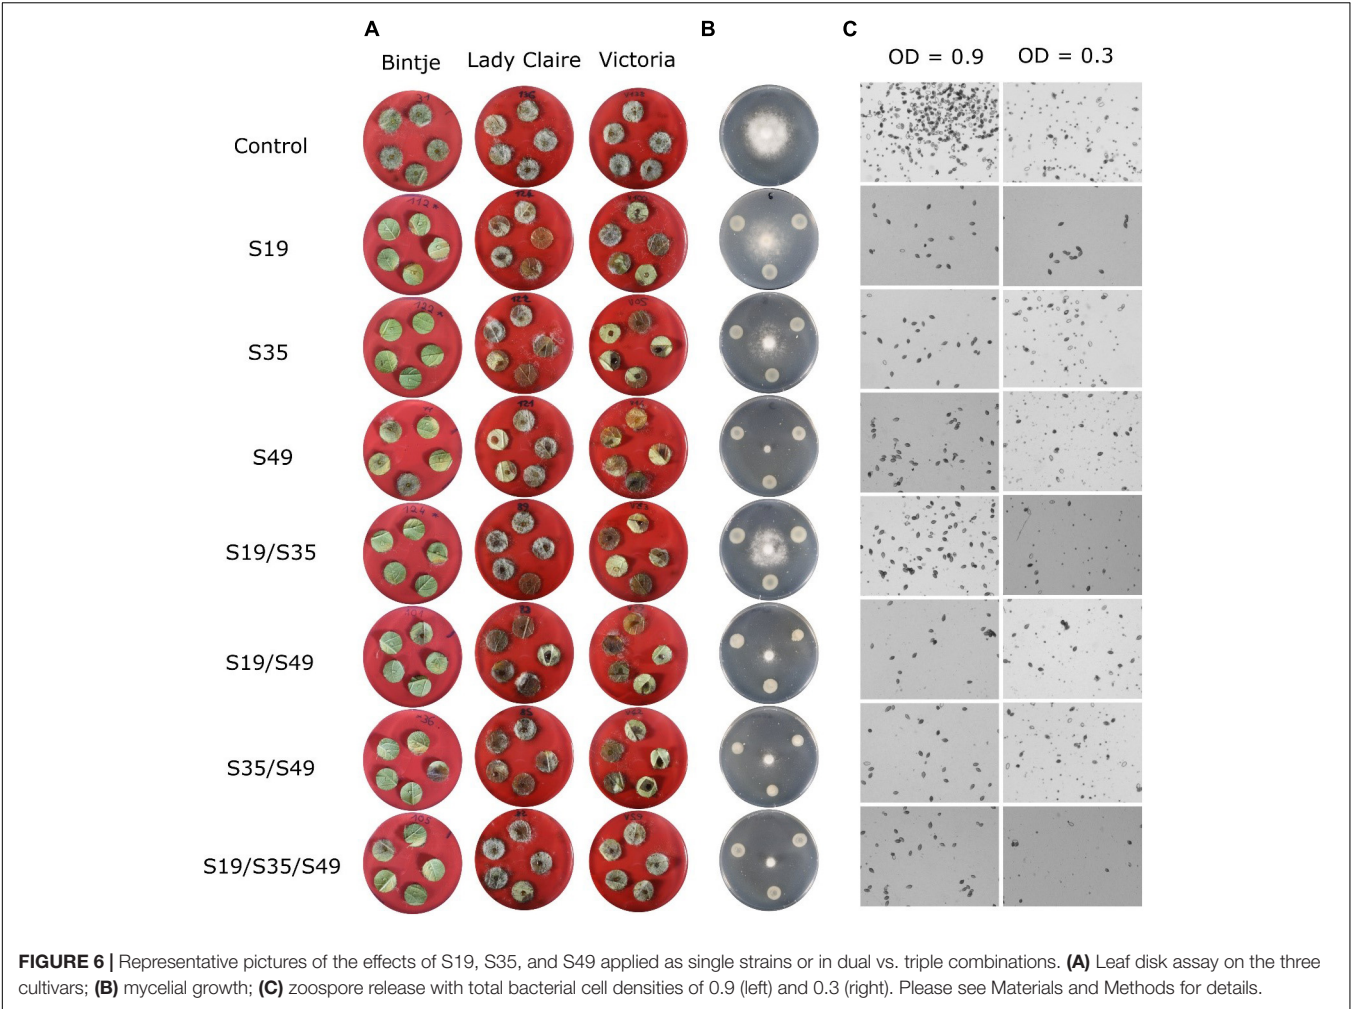 A B C
Bintje Lady Claire Victoria OD = 0.9 OD = 0.3
Control
S19
S35
S49
S19/S35
S19/S49
S35/S49
S19/S35/S49
FIGURE 6 | Representative pictures of the effects of S19, S35, and S49 applied as single strains or in dual vs. triple combinations. (A) Leaf disk assay on the three
cultivars; (B) mycelial growth; (C) zoospore release with total bacterial cell densities of 0.9 (left) and 0.3 (right). Please see Materials and Methods for details.